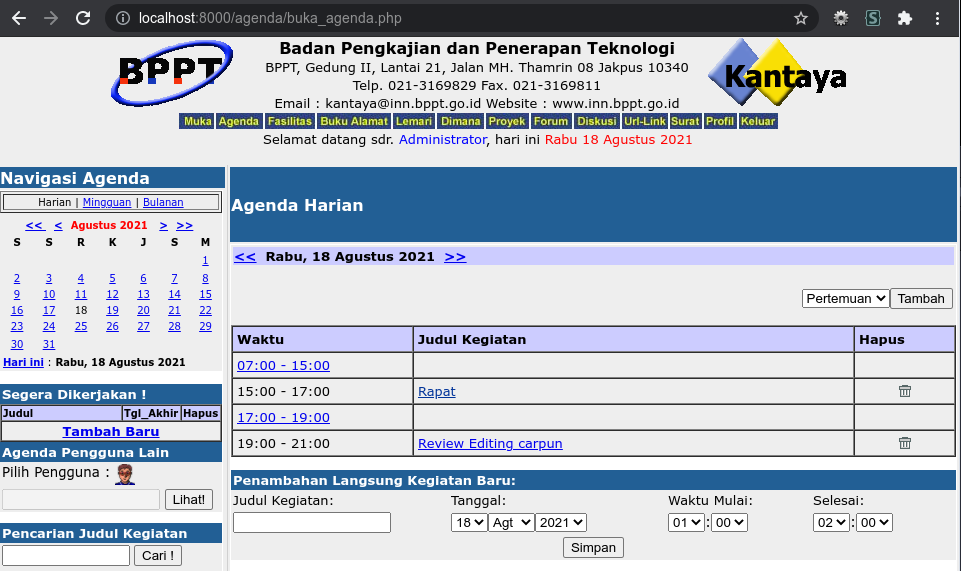 localhost:8000/agenda/buka_agenda.php
BPPT
Badan Pengkajian dan Penerapan Teknologi
BPPT, Gedung II, Lantai 21, Jalan MH. Thamrin 08 Jakpus 10340
Telp. 021-3169829 Fax. 021-3169811
Email : kantaya@inn.bppt.go.id Website : www.inn.bppt.go.id
Kantaya
Muka Agenda Fasilitas Buku Alamat Lemari Dimana Proyek Forum Diskusi Url-Link Surat Profil Keluar
Selamat datang sdr. Administrator, hari ini Rabu 18 Agustus 2021
Navigasi Agenda
Harian | Mingguan | Bulanan
<< < Agustus 2021 > >>
S S R K J S M
1
2 3 4 5 6 7 8
9 10 11 12 13 14 15
16 17 18 19 20 21 22
23 24 25 26 27 28 29
30 31
Hari ini : Rabu, 18 Agustus 2021
Segera Dikerjakan !
Judul Tgl_Akhir Hapus
Tambah Baru
Agenda Pengguna Lain
Pilih Pengguna :
Lihat!
Pencarian Judul Kegiatan
Cari !
Agenda Harian
<< Rabu, 18 Agustus 2021 >>
Pertemuan Tambah
Waktu Judul Kegiatan Hapus
07:00 - 15:00
15:00 - 17:00 Rapat
17:00 - 19:00
19:00 - 21:00 Review Editing carpun
Penambahan Langsung Kegiatan Baru:
Judul Kegiatan: Tanggal: Waktu Mulai: Selesai:
18 Agt 2021 01 : 00 02 : 00
Simpan